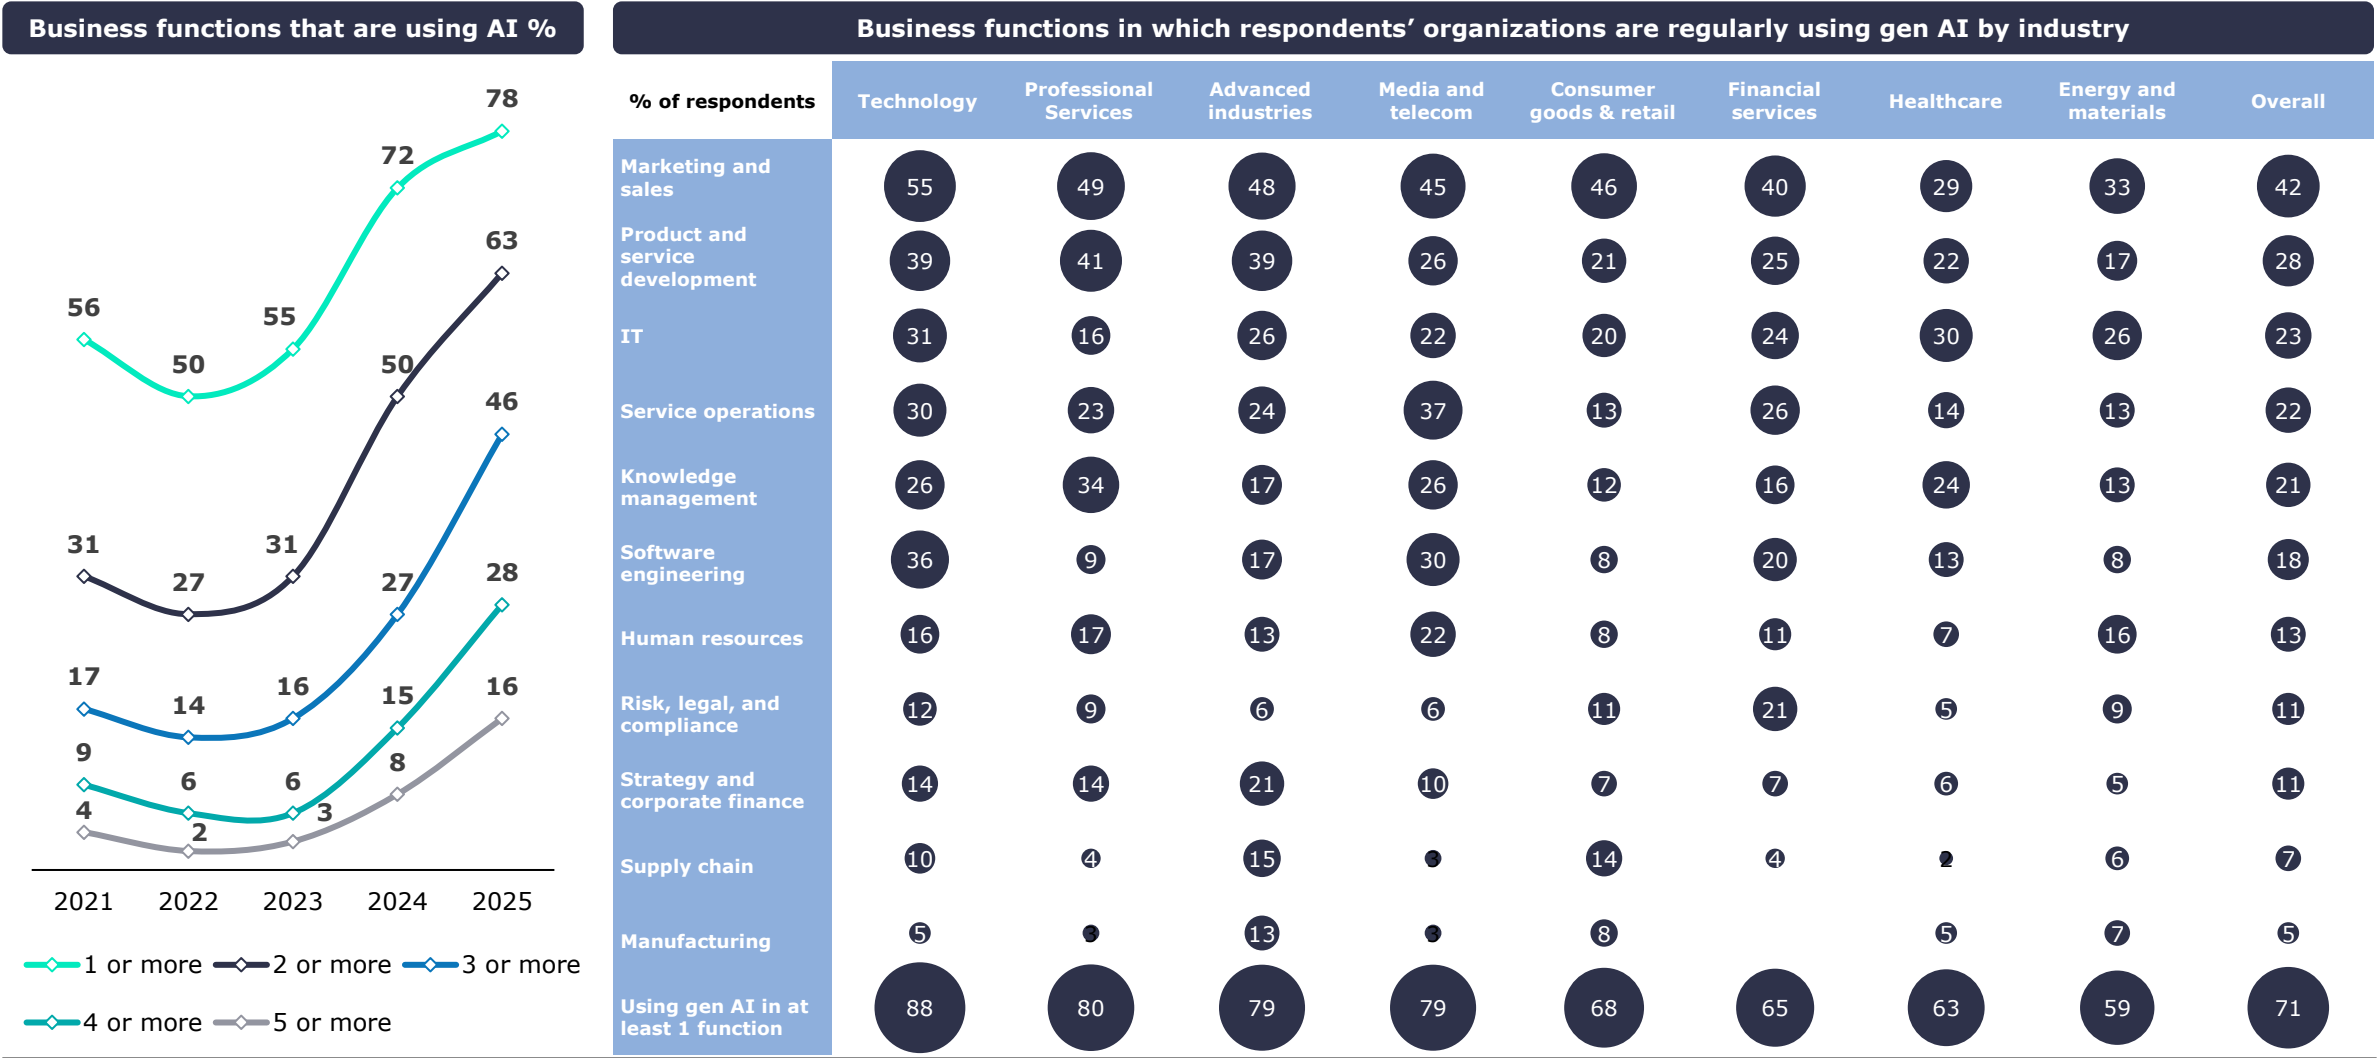 Business functions that are using AI %
78
72
56
55
50
63
50
31
31
27
46
27
17
16
14
28
15
9
6
6
16
8
4
3
2
2021 2022 2023 2024 2025
1 or more 2 or more 3 or more
4 or more 5 or more
Business functions in which respondents’ organizations are regularly using gen AI by industry
% of respondents
Technology
Professional
Services
Advanced
industries
Media and
telecom
Consumer
goods & retail
Financial
services
Healthcare
Energy and
materials
Overall
Marketing and
sales
55 49 48 45 46 40 29 33 42
Product and
service
development
39 41 39 26 21 25 22 17 28
IT
31 16 26 22 20 24 30 26 23
Service operations
30 23 24 37 13 26 14 13 22
Knowledge
management
26 34 17 26 12 16 24 13 21
Software
engineering
36 9 17 30 8 20 13 8 18
Human resources
16 17 13 22 8 11 7 16 13
Risk, legal, and
compliance
12 9 6 6 11 21 5 9 11
Strategy and
corporate finance
14 14 21 10 7 7 6 5 11
Supply chain
10 4 15 3 14 4 2 6 7
Manufacturing
5 3 13 3 8 5 7 5
Using gen AI in at
least 1 function
88 80 79 79 68 65 63 59 71